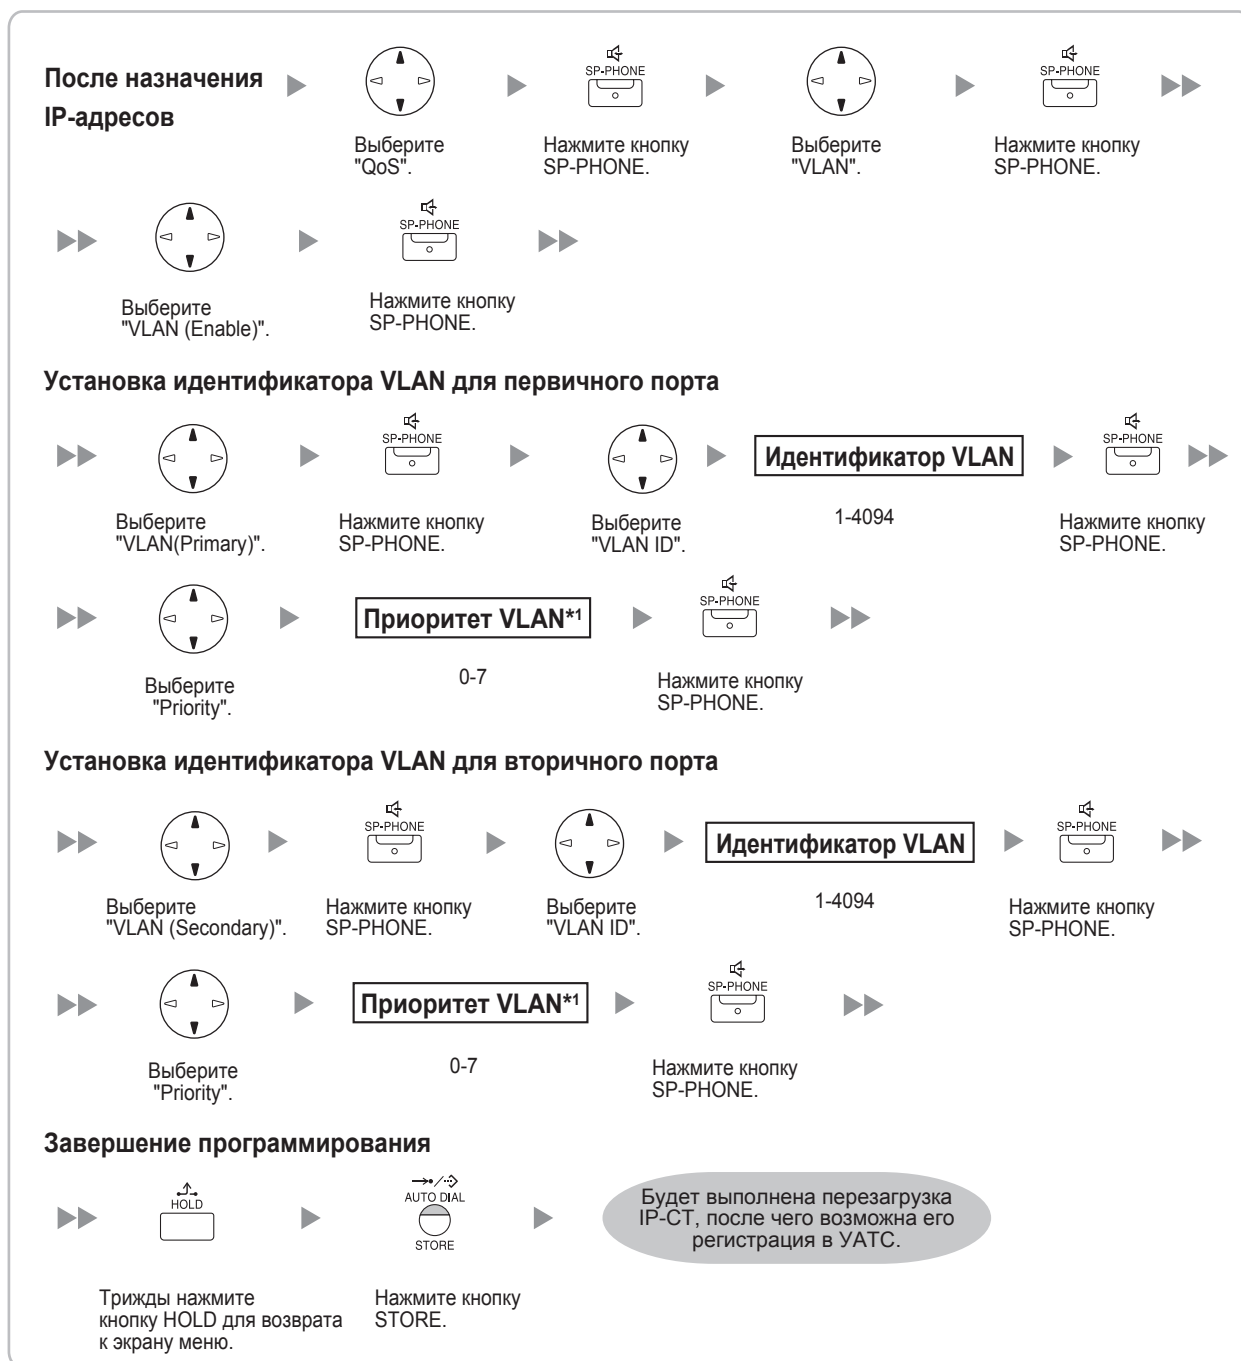 После назначения
IP-адресов
SP-PHONE
SP-PHONE
Выберите
"QoS".
Нажмите кнопку
SP-PHONE.
Выберите
"VLAN".
Нажмите кнопку
SP-PHONE.
SP-PHONE
Выберите
"VLAN (Enable)".
Нажмите кнопку
SP-PHONE.
Установка идентификатора VLAN для первичного порта
SP-PHONE
Идентификатор VLAN
SP-PHONE
Выберите
"VLAN(Primary)".
Нажмите кнопку
SP-PHONE.
Выберите
"VLAN ID".
1-4094
Нажмите кнопку
SP-PHONE.
Приоритет VLAN*1
SP-PHONE
Выберите
"Priority".
0-7
Нажмите кнопку
SP-PHONE.
Установка идентификатора VLAN для вторичного порта
SP-PHONE
Идентификатор VLAN
SP-PHONE
Выберите
"VLAN (Secondary)".
Нажмите кнопку
SP-PHONE.
Выберите
"VLAN ID".
1-4094
Нажмите кнопку
SP-PHONE.
Приоритет VLAN*1
SP-PHONE
Выберите
"Priority".
0-7
Нажмите кнопку
SP-PHONE.
Завершение программирования
HOLD
AUTO DIAL
STORE
Будет выполнена перезагрузка
IP-СТ, после чего возможна его
регистрация в УАТС.
Трижды нажмите
кнопку HOLD для возврата
к экрану меню.
Нажмите кнопку
STORE.